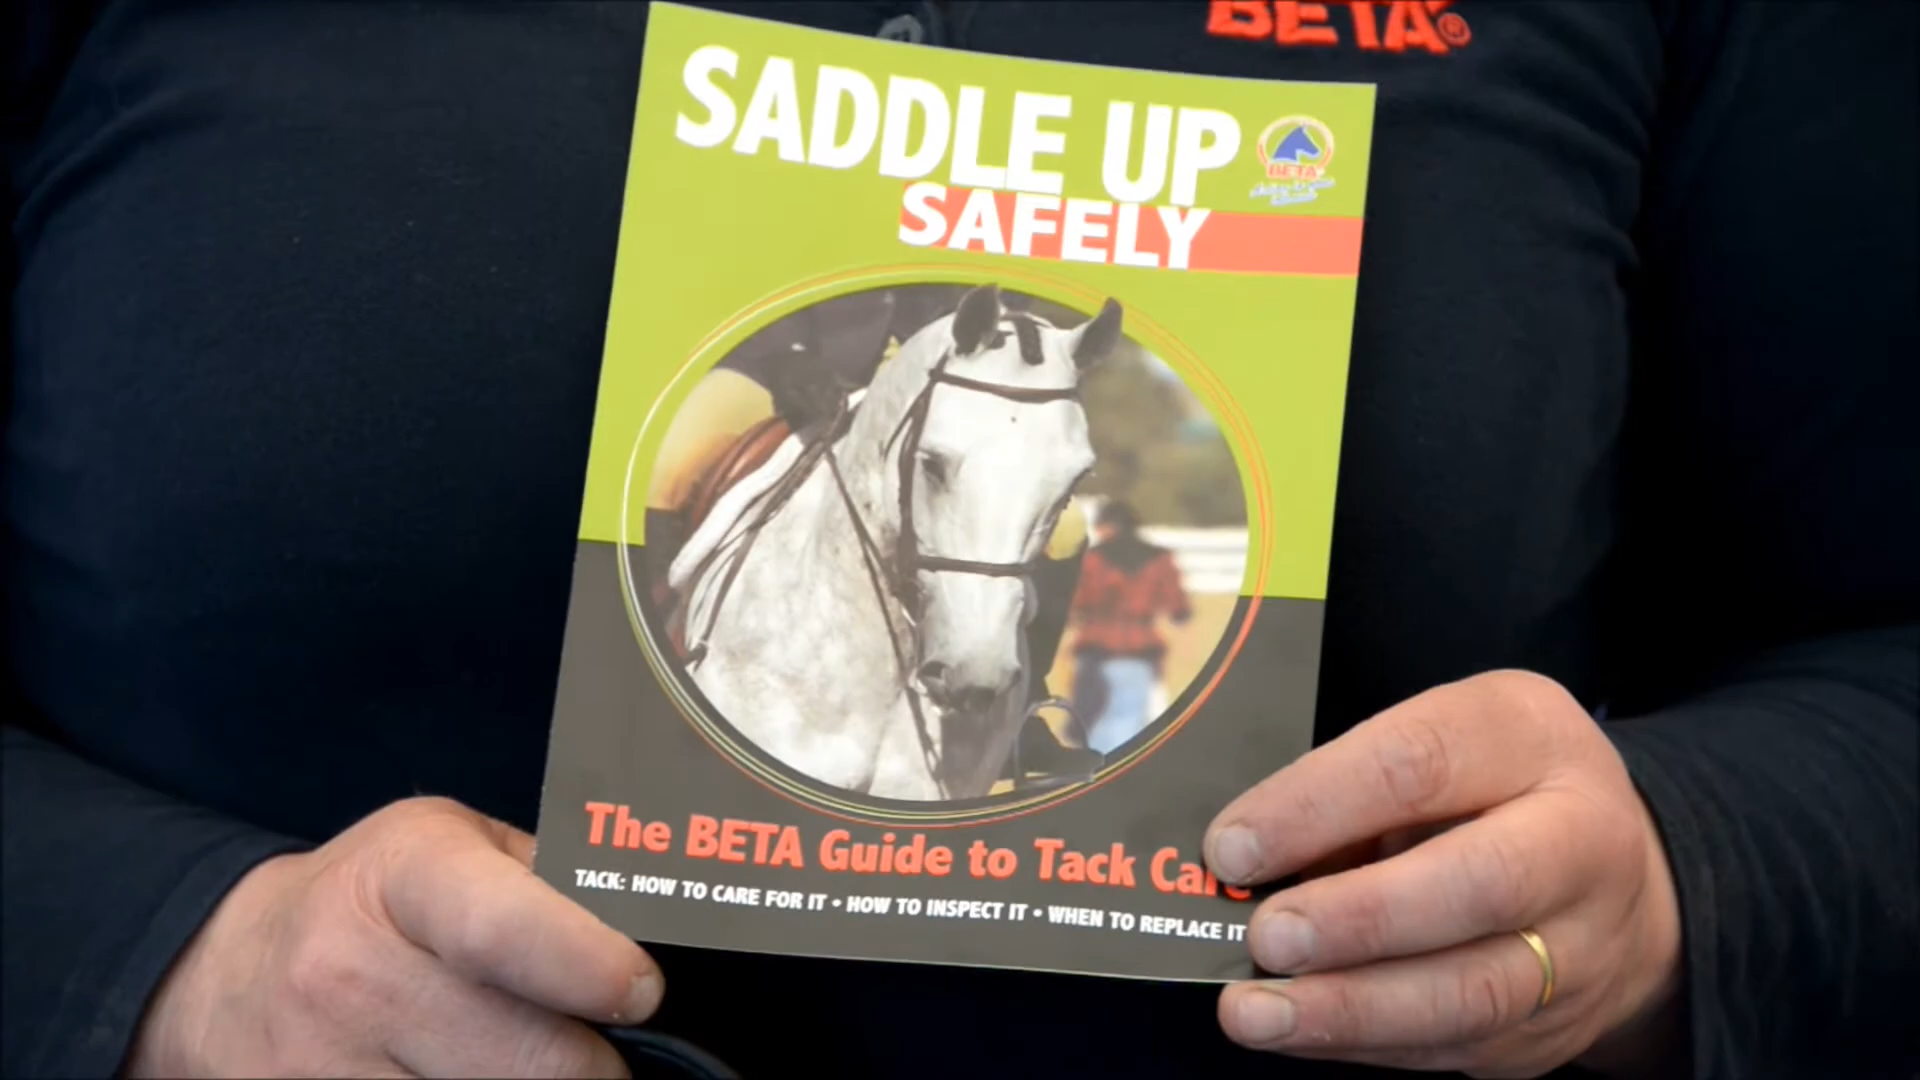 BETA®
SADDLE UP
BETA
SAFELY
The BETA Guide to Tack Care
TACK: HOW TO CARE FOR IT • HOW TO INSPECT IT • WHEN TO REPLACE IT